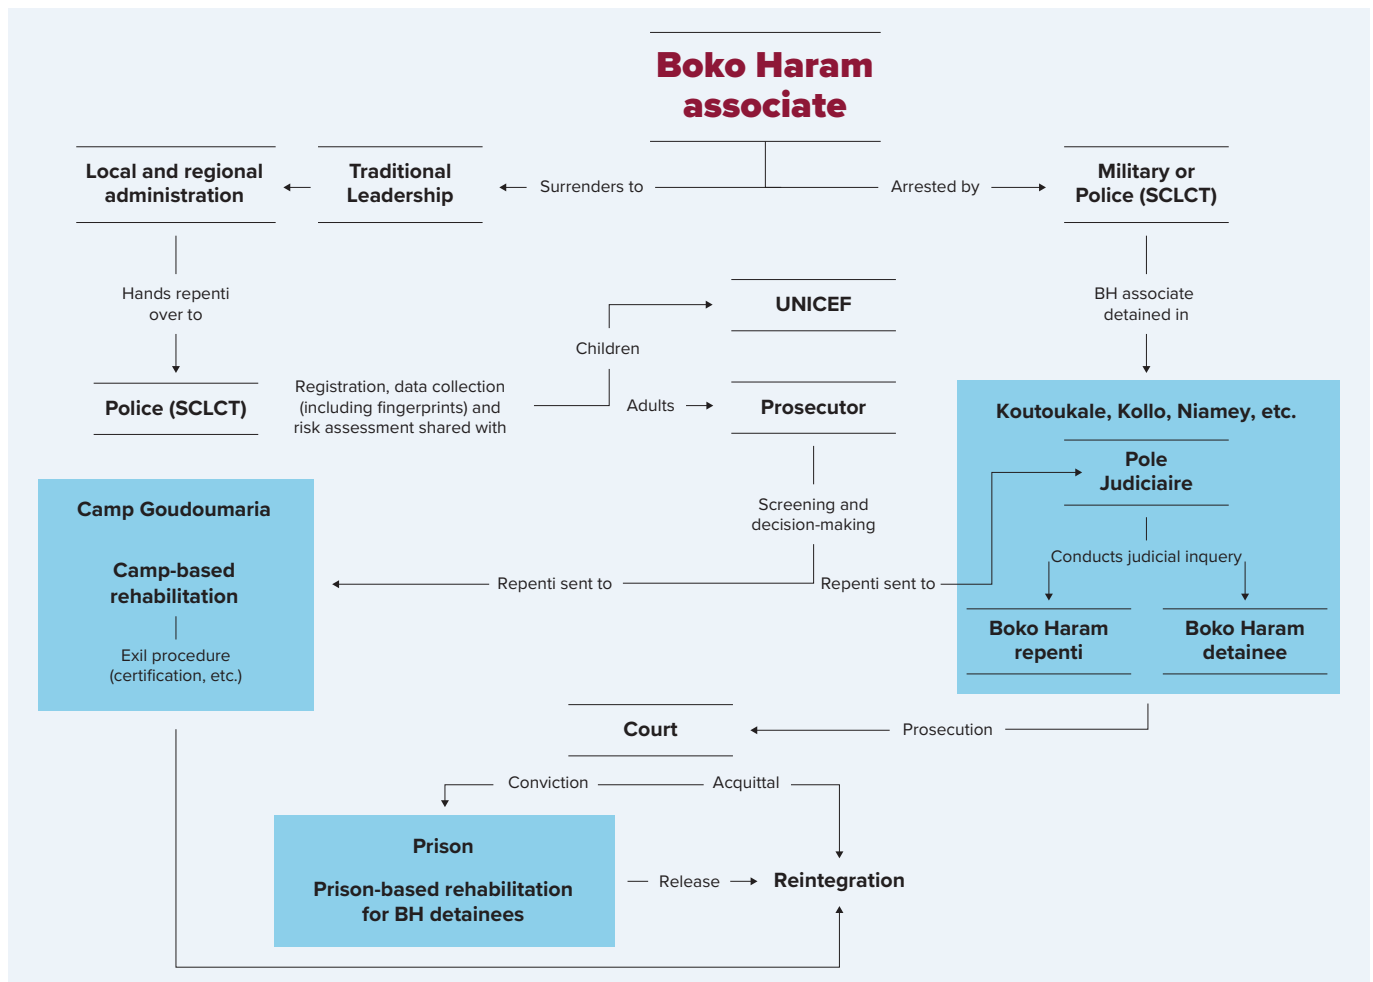 Boko Haram
associate
Local and regional
administration
Traditional
Leadership
Surrenders to
Arrested by
Military or
Police (SCLCT)
Hands repenti
over to
UNICEF
BH associate
detained in
Children
Police (SCLCT)
Registration, data collection
(including fingerprints) and
risk assessment shared with
Adults
Prosecutor
Koutoukale, Kollo, Niamey, etc.
Pole
Judiciaire
Screening and
decision-making
Camp Goudoumaria
Camp-based
rehabilitation
Exil procedure
(certification, etc.)
Repenti sent to
Repenti sent to
Conducts judicial inquery
Boko Haram
repenti
Boko Haram
detainee
Court
Prosecution
Conviction
Acquittal
Prison
Prison-based rehabilitation
for BH detainees
Release
Reintegration